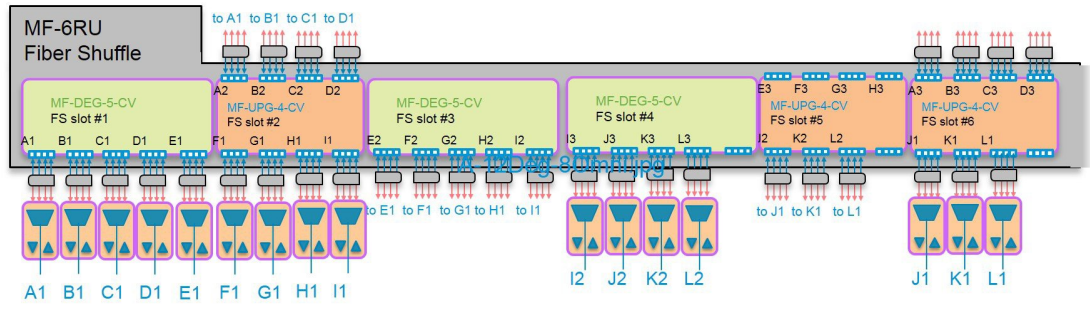 MF-6RU
Fiber Shuffle
to A1 to B1 to C1 to D1
A2 B2 C2 D2
MF-DEG-5-CV
FS slot #1
A1 B1 C1 D1 E1
MF-UPG-4-CV
FS slot #2
F1 G1 H1 I1
MF-DEG-5-CV
FS slot #3
E2 F2 G2 H2 I2
to E1 to F1 to G1 to H1 to I1
MF-DEG-5-CV
FS slot #4
I3 J3 K3 L3
E3 F3 G3 H3
MF-UPG-4-CV
FS slot #5
J2 K2 L2
to J1 to K1 to L1
A3 B3 C3 D3
MF-UPG-4-CV
FS slot #6
J1 K1 L1
A1 B1 C1 D1 E1 F1 G1 H1 I1
I2 J2 K2 L2
J1 K1 L1